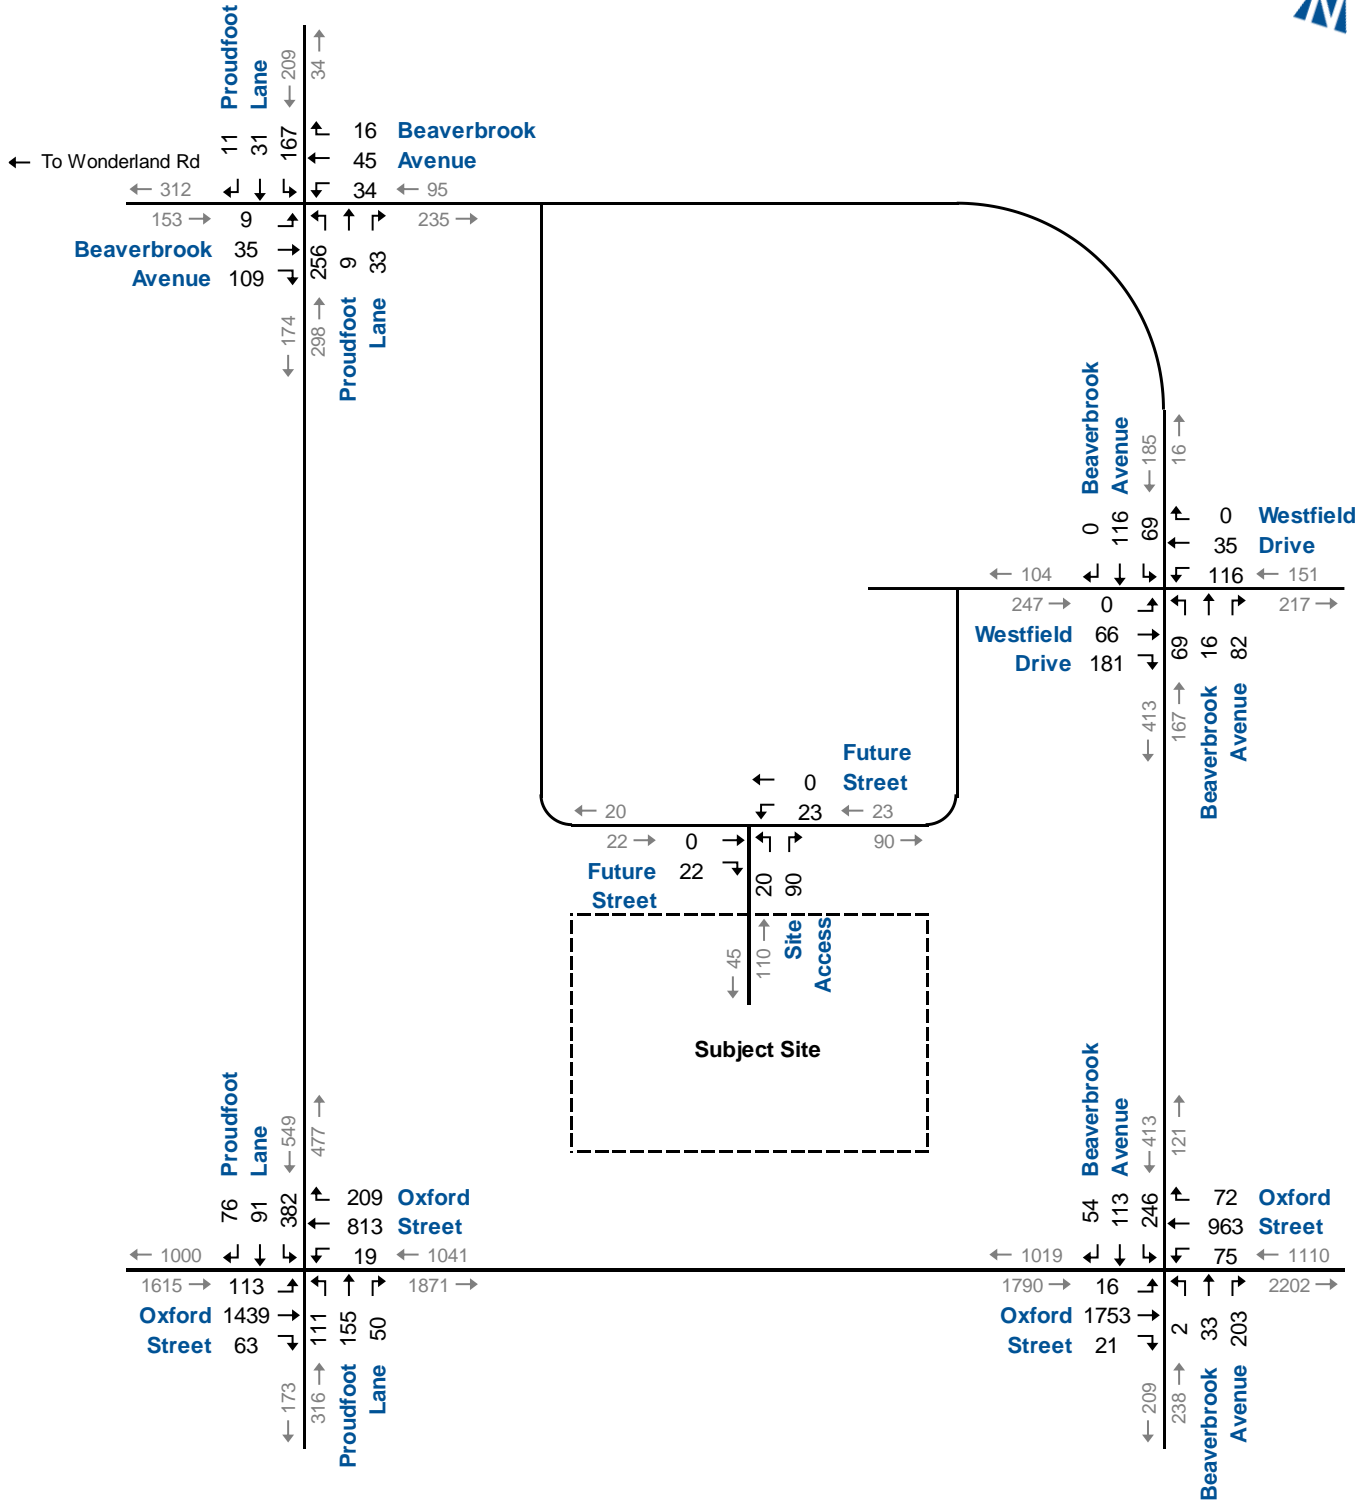 N
Proudfoot
Lane
← 209
34 →
11
31
167
16
Beaverbrook
← To Wonderland Rd
45
Avenue
← 312
34
← 95
153 →
9
235 →
Beaverbrook
35
Avenue
109
256
9
33
← 174
298 →
Proudfoot
Lane
Beaverbrook
Avenue
← 185
16 →
0
116
69
0
Westfield
35
Drive
← 104
116
← 151
247 →
0
217 →
Westfield
66
Drive
181
69
16
82
← 413
167 →
Beaverbrook
Avenue
Future
0
Street
← 20
23
← 23
22 →
0
90 →
Future
22
Street
20
90
← 45
110 →
Site
Access
Subject Site
Proudfoot
Lane
← 549
477 →
76
91
382
209
Oxford
813
Street
← 1000
19
← 1041
1615 →
113
1871 →
Oxford
1439
Street
63
111
155
50
← 173
316 →
Proudfoot
Lane
Beaverbrook
Avenue
← 413
121 →
54
113
246
72
Oxford
963
Street
← 1019
75
← 1110
1790 →
16
2202 →
Oxford
1753
Street
21
2
33
203
← 209
238 →
Beaverbrook
Avenue